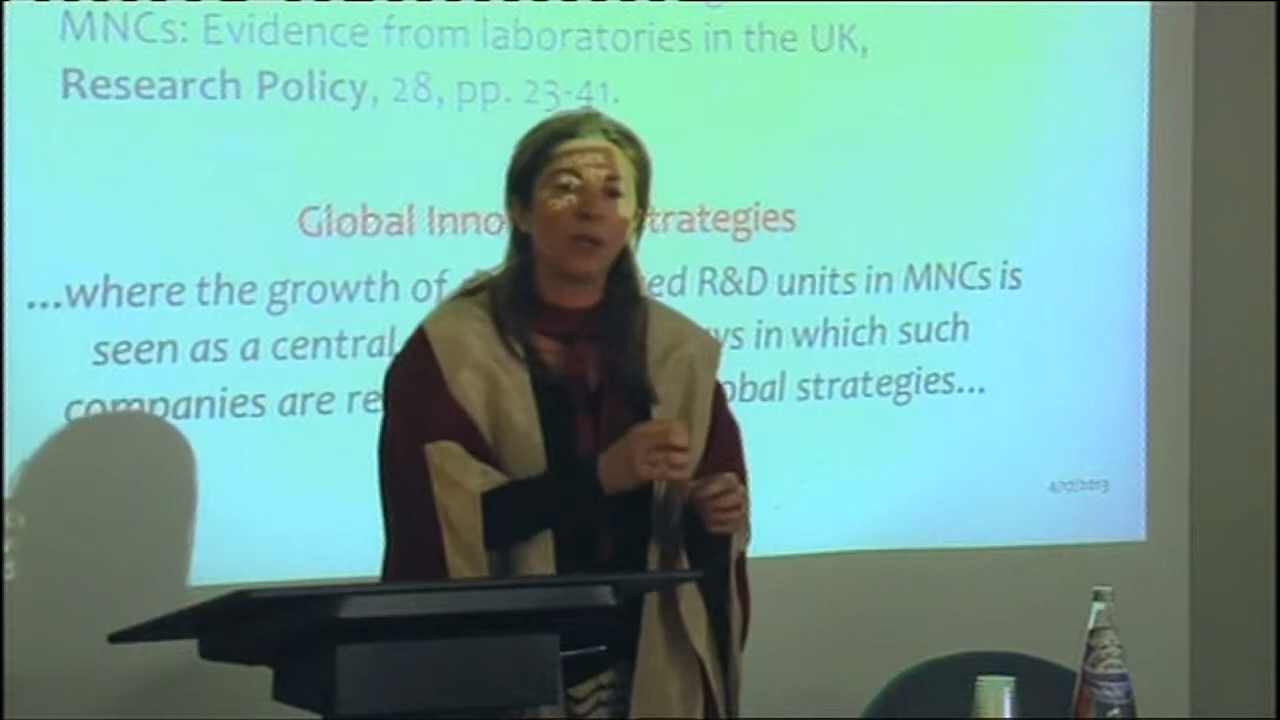 MNCs: Evidence from laboratories in the UK,
Research Policy, 28, pp. 23-41.
Global Inno trategies
...where the growth of ed R&D units in MNCs is
seen as a central ys in which such
companies are re obal strategies...